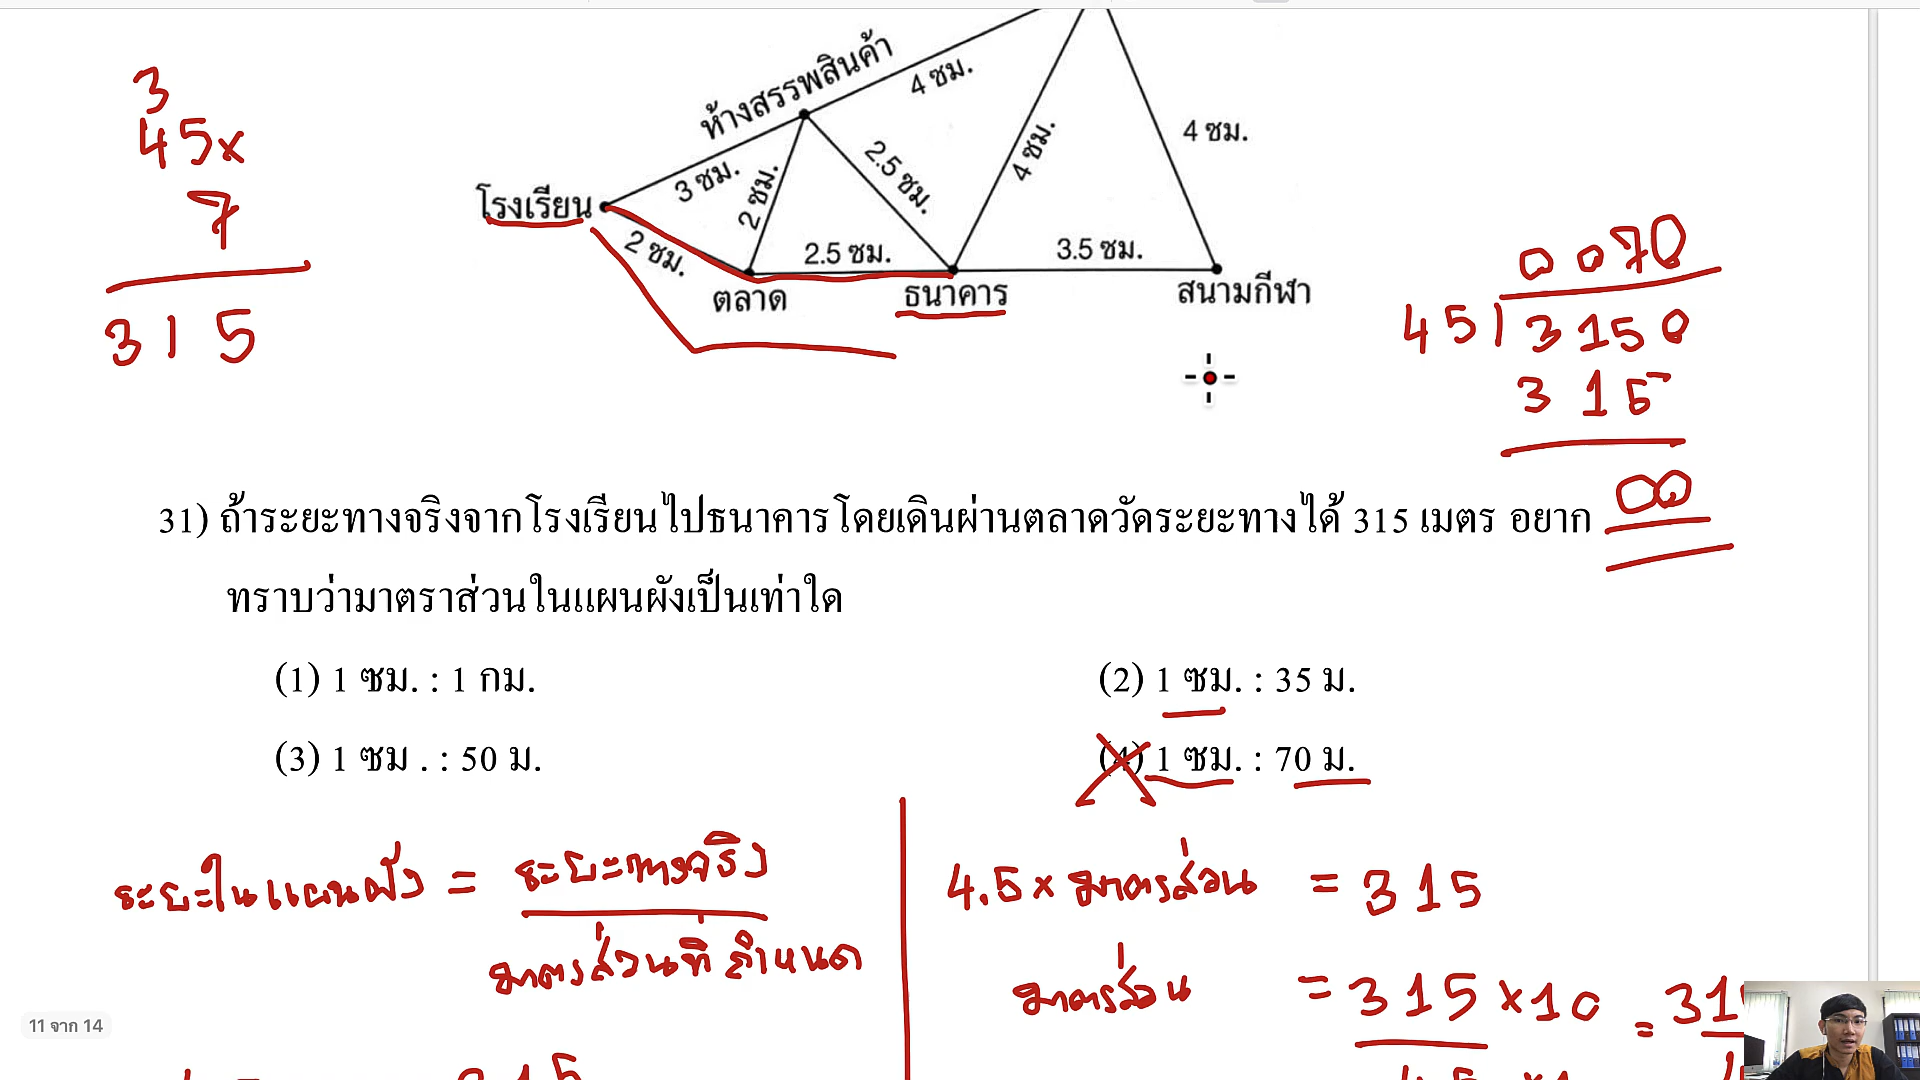 3
45×
7
315
ห้างสรรพสินค้า
4 ซม.
4 ซม.
4 ซม.
3 ซม.
2 ซม.
2.5 ซม.
โรงเรียน
2 ซม.
2.5 ซม.
3.5 ซม.
ตลาด
ธนาคาร
สนามกีฬา
0070
45 3150
315
00
31) ถ้าระยะทางจริงจากโรงเรียนไปธนาคารโดยเดินผ่านตลาดวัดระยะทางได้ 315 เมตร อยาก
ทราบว่ามาตราส่วนในแผนผังเป็นเท่าใด
(1) 1 ซม. : 1 กม.
(2) 1 ซม. : 35 ม.
(3) 1 ซม . : 50 ม.
(4) 1 ซม. : 70 ม.
ระยะในแผนผัง = ระยะทางจริง
มาตรส่วนที่กำหนด
4.5 × มาตรส่วน = 315
มาตรส่วน = 315 × 10 =
11 จาก 14